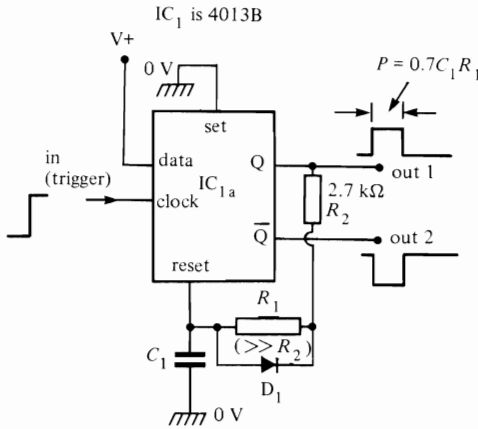 IC₁ is 4013B
V+
0 V
P = 0.7C₁R₁
set
in
(trigger)
data
Q
out 1
IC₁ₐ
2.7 kΩ
R₂
clock
Q̅
out 2
reset
R₁
(>> R₂)
C₁
D₁
0 V